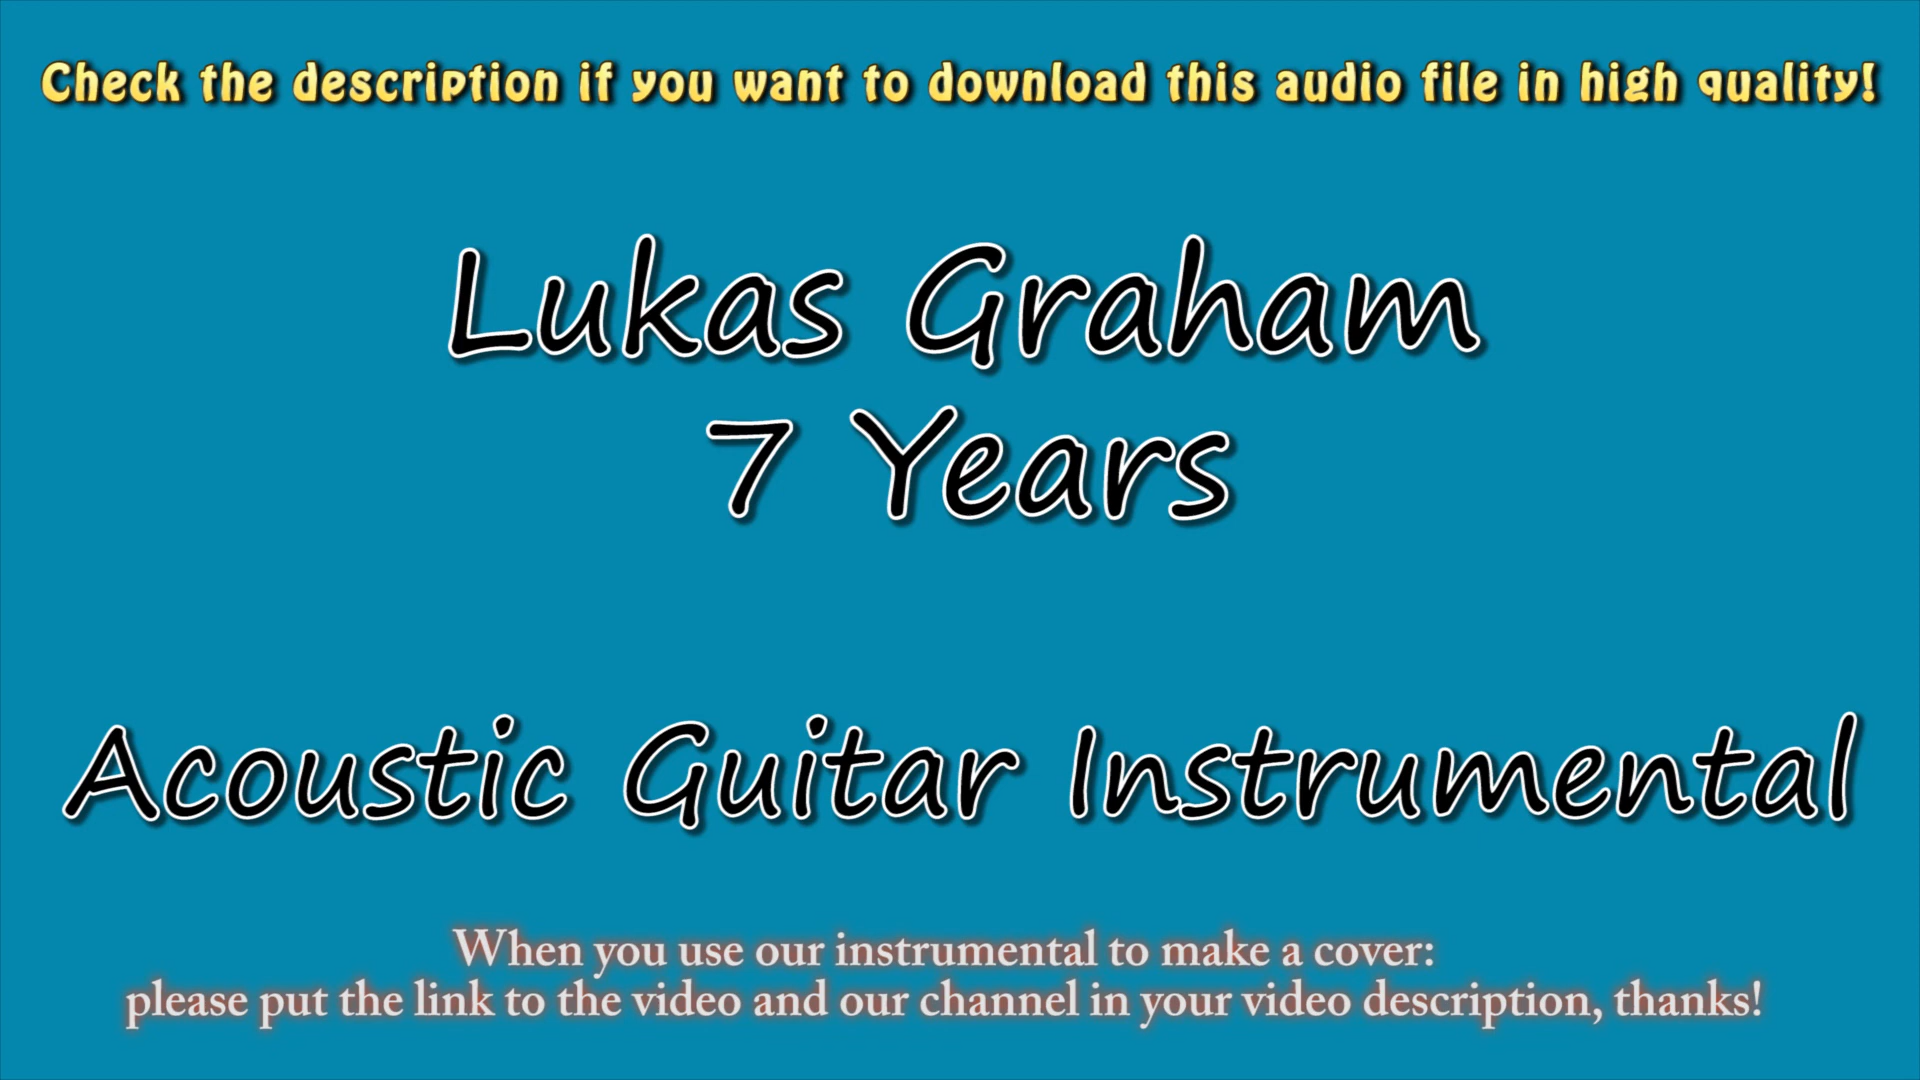 Check the description if you want to download this audio file in high quality!
Lukas Graham
7 Years
Acoustic Guitar Instrumental
When you use our instrumental to make a cover:
please put the link to the video and our channel in your video description, thanks!